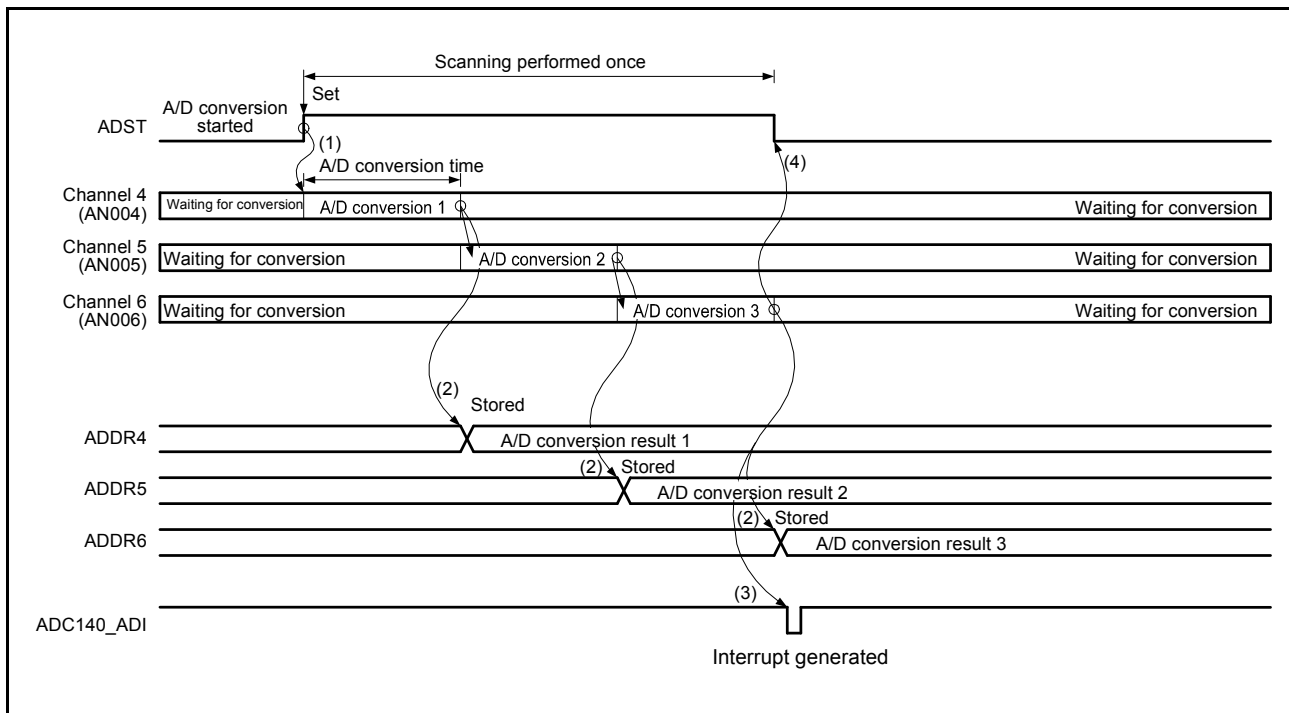 Scanning performed once
Set
A/D conversion
started
ADST
(1)
(4)
A/D conversion time
Channel 4
(AN004)
Waiting for conversion
A/D conversion 1
Waiting for conversion
Channel 5
(AN005)
Waiting for conversion
A/D conversion 2
Waiting for conversion
Channel 6
(AN006)
Waiting for conversion
A/D conversion 3
Waiting for conversion
(2)
Stored
ADDR4
A/D conversion result 1
(2)
Stored
ADDR5
A/D conversion result 2
(2)
Stored
ADDR6
A/D conversion result 3
(3)
ADC140_ADI
Interrupt generated